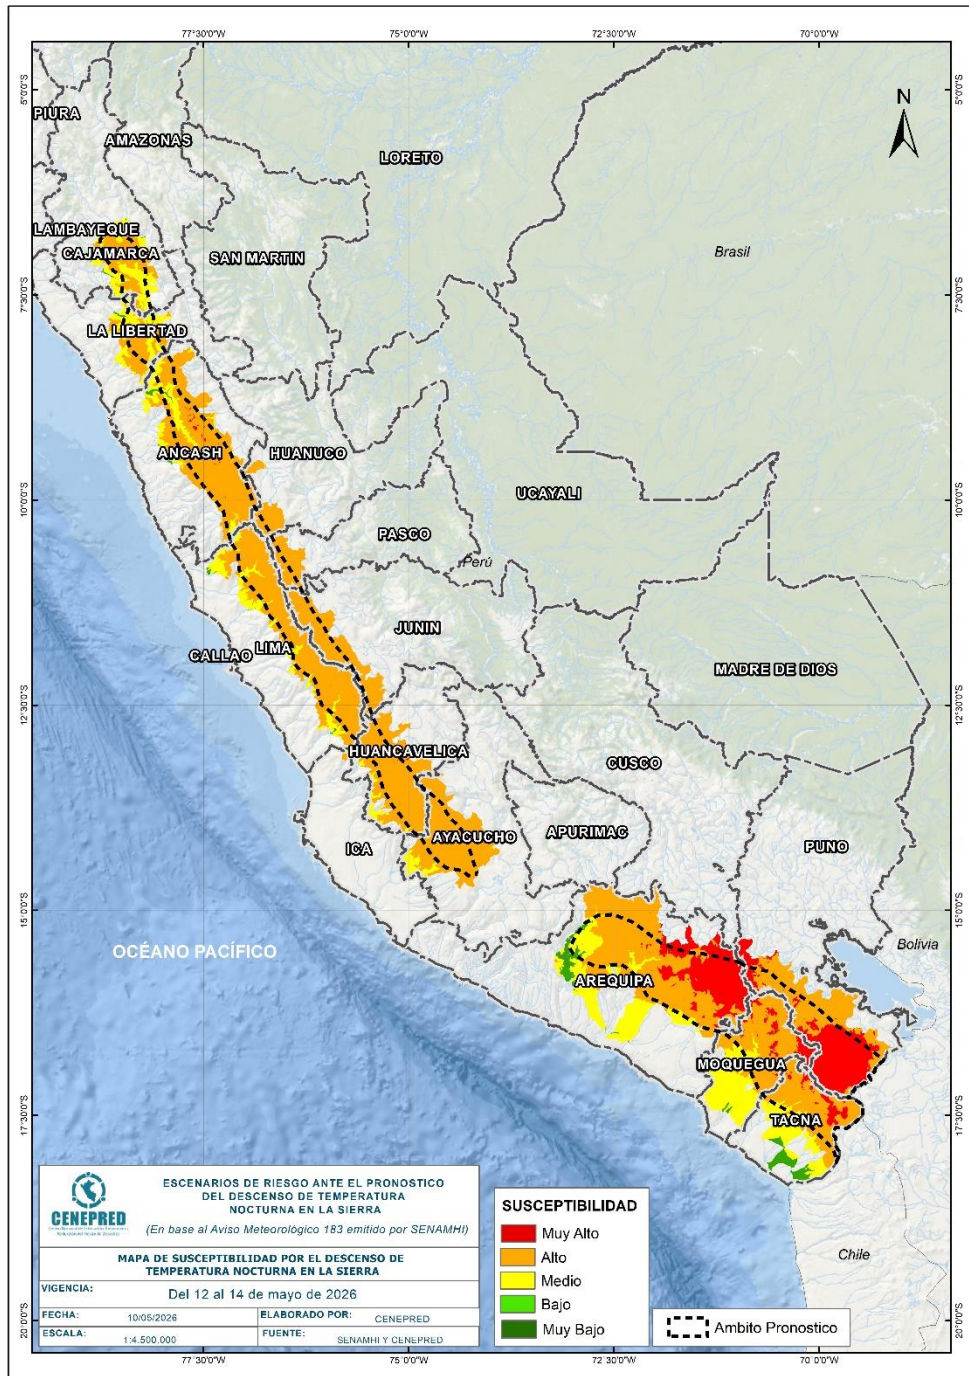 77°30'0"S
75°0'0"S
72°30'0"S
70°0'0"S
5°0'0"S
5°0'0"S
N
PIURA
AMAZONAS
LORETO
LAMBAYEQUE
CAJAMARCA
SAN MARTIN
Brasil
7°30'0"S
7°30'0"S
LA LIBERTAD
ANCASH
HUANUCO
UCAYALI
10°0'0"S
10°0'0"S
PASCO
Perú
JUNIN
LIMA
CALLAO
MADRE DE DIOS
12°30'0"S
12°30'0"S
HUANCAVELICA
CUSCO
AYACUCHO
APURIMAC
ICA
PUNO
15°0'0"S
15°0'0"S
OCÉANO PACÍFICO
Bolivia
AREQUIPA
MOQUEGUA
TACNA
17°30'0"S
17°30'0"S
Chile
20°0'0"S
20°0'0"S
CENEPRED
ESCENARIOS DE RIESGO ANTE EL PRONOSTICO
DEL DESCENSO DE TEMPERATURA
NOCTURNA EN LA SIERRA
(En base al Aviso Meteorológico 183 emitido por SENAMHI)
MAPA DE SUSCEPTIBILIDAD POR EL DESCENSO DE
TEMPERATURA NOCTURNA EN LA SIERRA
VIGENCIA: Del 12 al 14 de mayo de 2026
FECHA: 10/05/2026 ELABORADO POR: CENEPRED
ESCALA: 1:4.500.000 FUENTE: SENAMHI Y CENEPRED
SUSCEPTIBILIDAD
Muy Alto
Alto
Medio
Bajo
Muy Bajo
Ambito Pronostico
77°30'0"S
75°0'0"S
72°30'0"S
70°0'0"S